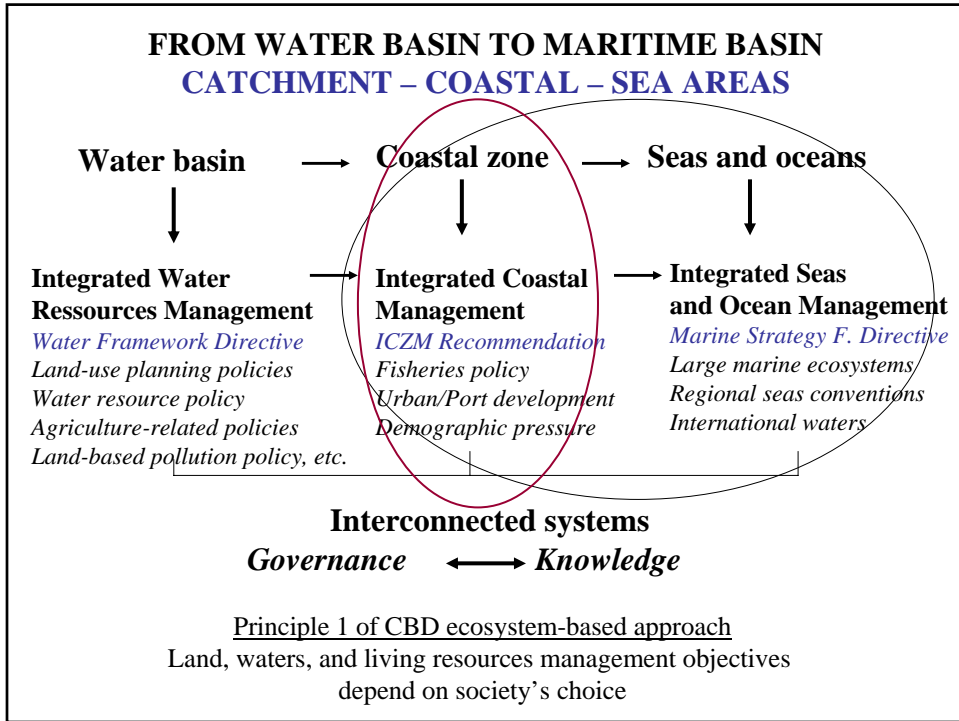 FROM WATER BASIN TO MARITIME BASIN
CATCHMENT – COASTAL – SEA AREAS
Water basin
Coastal zone
Seas and oceans
Integrated Water
Ressources Management
Water Framework Directive
Land-use planning policies
Water resource policy
Agriculture-related policies
Land-based pollution policy, etc.
Integrated Coastal
Management
ICZM Recommendation
Fisheries policy
Urban/Port development
Demographic pressure
Integrated Seas
and Ocean Management
Marine Strategy F. Directive
Large marine ecosystems
Regional seas conventions
International waters
Interconnected systems
Governance Knowledge
Principle 1 of CBD ecosystem-based approach
Land, waters, and living resources management objectives
depend on society’s choice